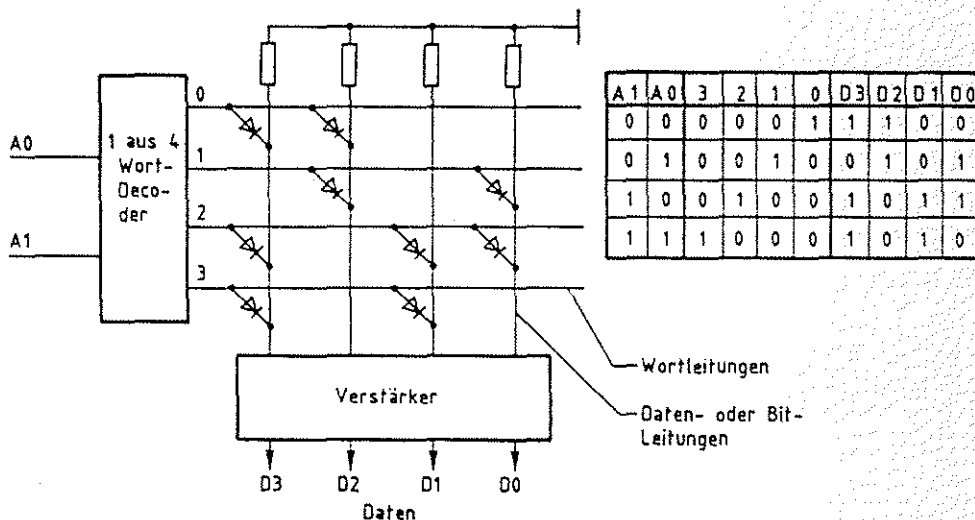 A0
A1
1 aus 4
Wort-
Deco-
der
0
1
2
3
A1 A0 3 2 1 0 D3 D2 D1 D0
0 0 0 0 0 1 1 1 0 0
0 1 0 0 1 0 0 1 0 1
1 0 0 1 0 0 1 0 1 1
1 1 1 0 0 0 1 0 1 0
Wortleitungen
Verstärker
Daten- oder Bit-
Leitungen
D3 D2 D1 D0
Daten